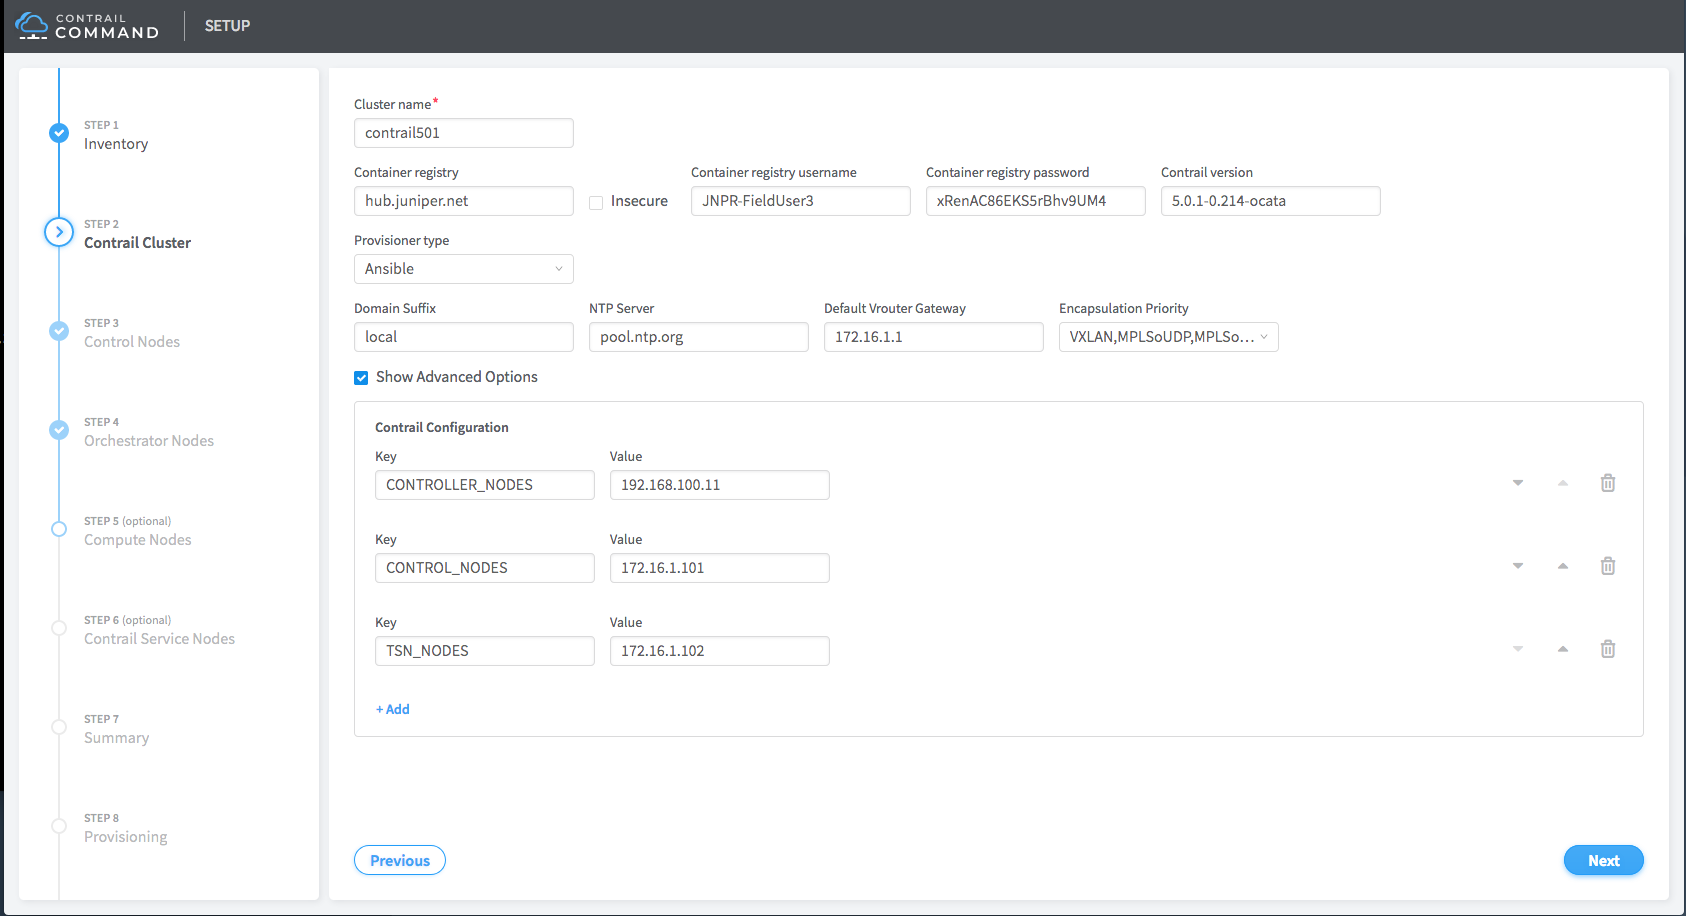 CONTRAIL
COMMAND
SETUP
STEP 1
Inventory
STEP 2
Contrail Cluster
STEP 3
Control Nodes
STEP 4
Orchestrator Nodes
STEP 5 (optional)
Compute Nodes
STEP 6 (optional)
Contrail Service Nodes
STEP 7
Summary
STEP 8
Provisioning
Cluster name*
contrail501
Container registry
hub.juniper.net
Insecure
Container registry username
JNPR-FieldUser3
Container registry password
xRenAC86EKS5rBhv9UM4
Contrail version
5.0.1-0.214-ocata
Provisioner type
Ansible
Domain Suffix
local
NTP Server
pool.ntp.org
Default Vrouter Gateway
172.16.1.1
Encapsulation Priority
VXLAN,MPLSoUDP,MPLSo...
Show Advanced Options
Contrail Configuration
Key
CONTROLLER_NODES
Value
192.168.100.11
Key
CONTROL_NODES
Value
172.16.1.101
Key
TSN_NODES
Value
172.16.1.102
+ Add
Previous
Next